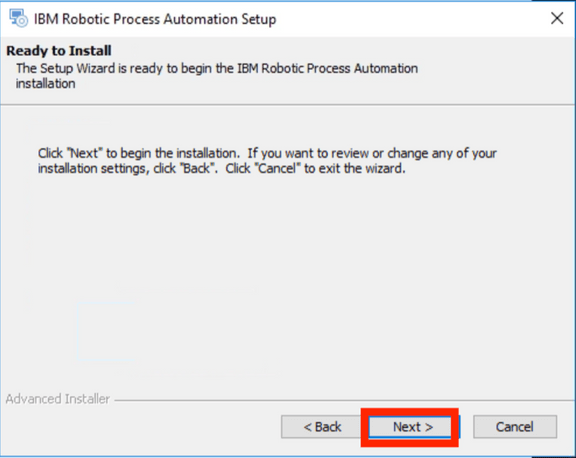 IBM Robotic Process Automation Setup
Ready to Install
The Setup Wizard is ready to begin the IBM Robotic Process Automation
installation
Click "Next" to begin the installation.  If you want to review or change any of your
installation settings, click "Back".  Click "Cancel" to exit the wizard.
Advanced Installer
< Back
Next >
Cancel